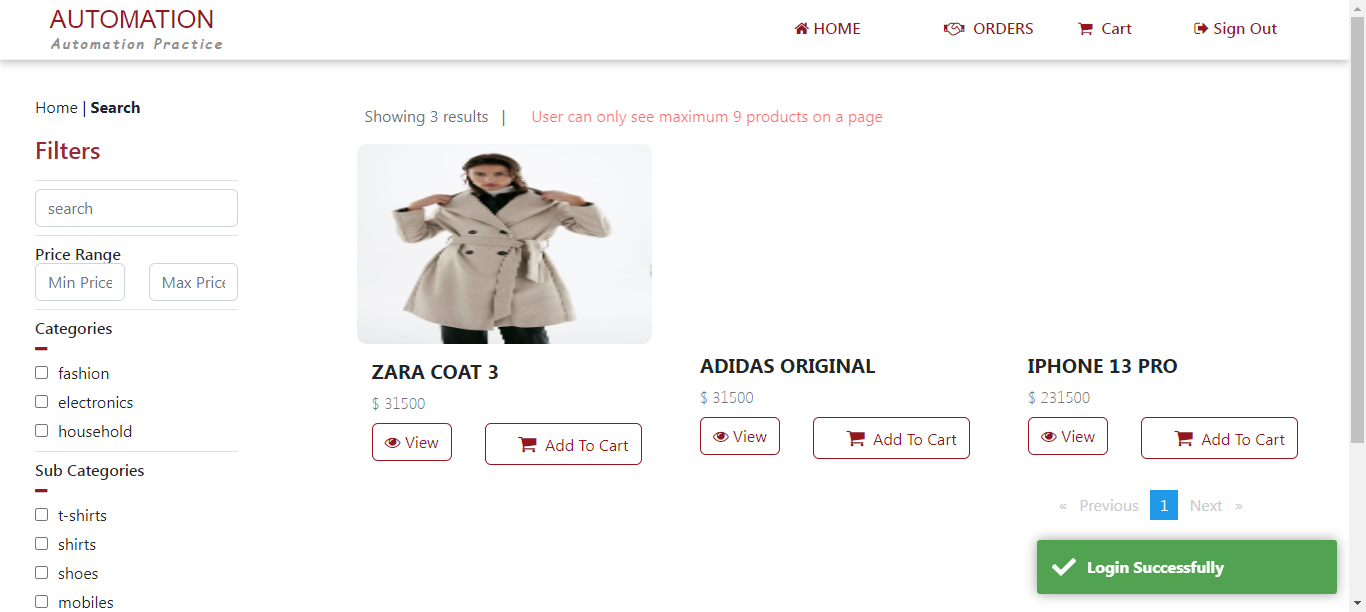 AUTOMATION
Automation Practice
HOME
ORDERS
Cart
Sign Out
Home | Search
Filters
search
Price Range
Min Price
Max Price
Categories
fashion
electronics
household
Sub Categories
t-shirts
shirts
shoes
mobiles
Showing 3 results |
User can only see maximum 9 products on a page
ZARA COAT 3
$ 31500
View
Add To Cart
ADIDAS ORIGINAL
$ 31500
View
Add To Cart
IPHONE 13 PRO
$ 231500
View
Add To Cart
« Previous 1 Next »
Login Successfully